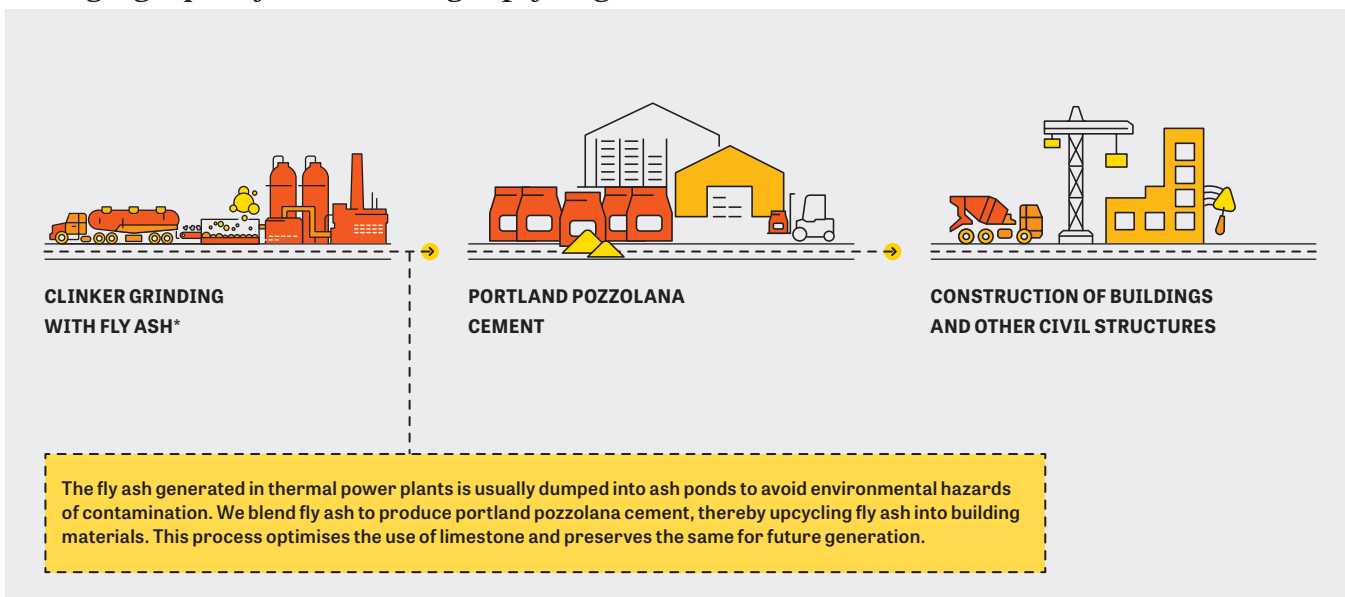 CLINKER GRINDING
WITH FLY ASH*
PORTLAND POZZOLANA
CEMENT
CONSTRUCTION OF BUILDINGS
AND OTHER CIVIL STRUCTURES
The fly ash generated in thermal power plants is usually dumped into ash ponds to avoid environmental hazards
of contamination. We blend fly ash to produce portland pozzolana cement, thereby upcycling fly ash into building
materials. This process optimises the use of limestone and preserves the same for future generation.